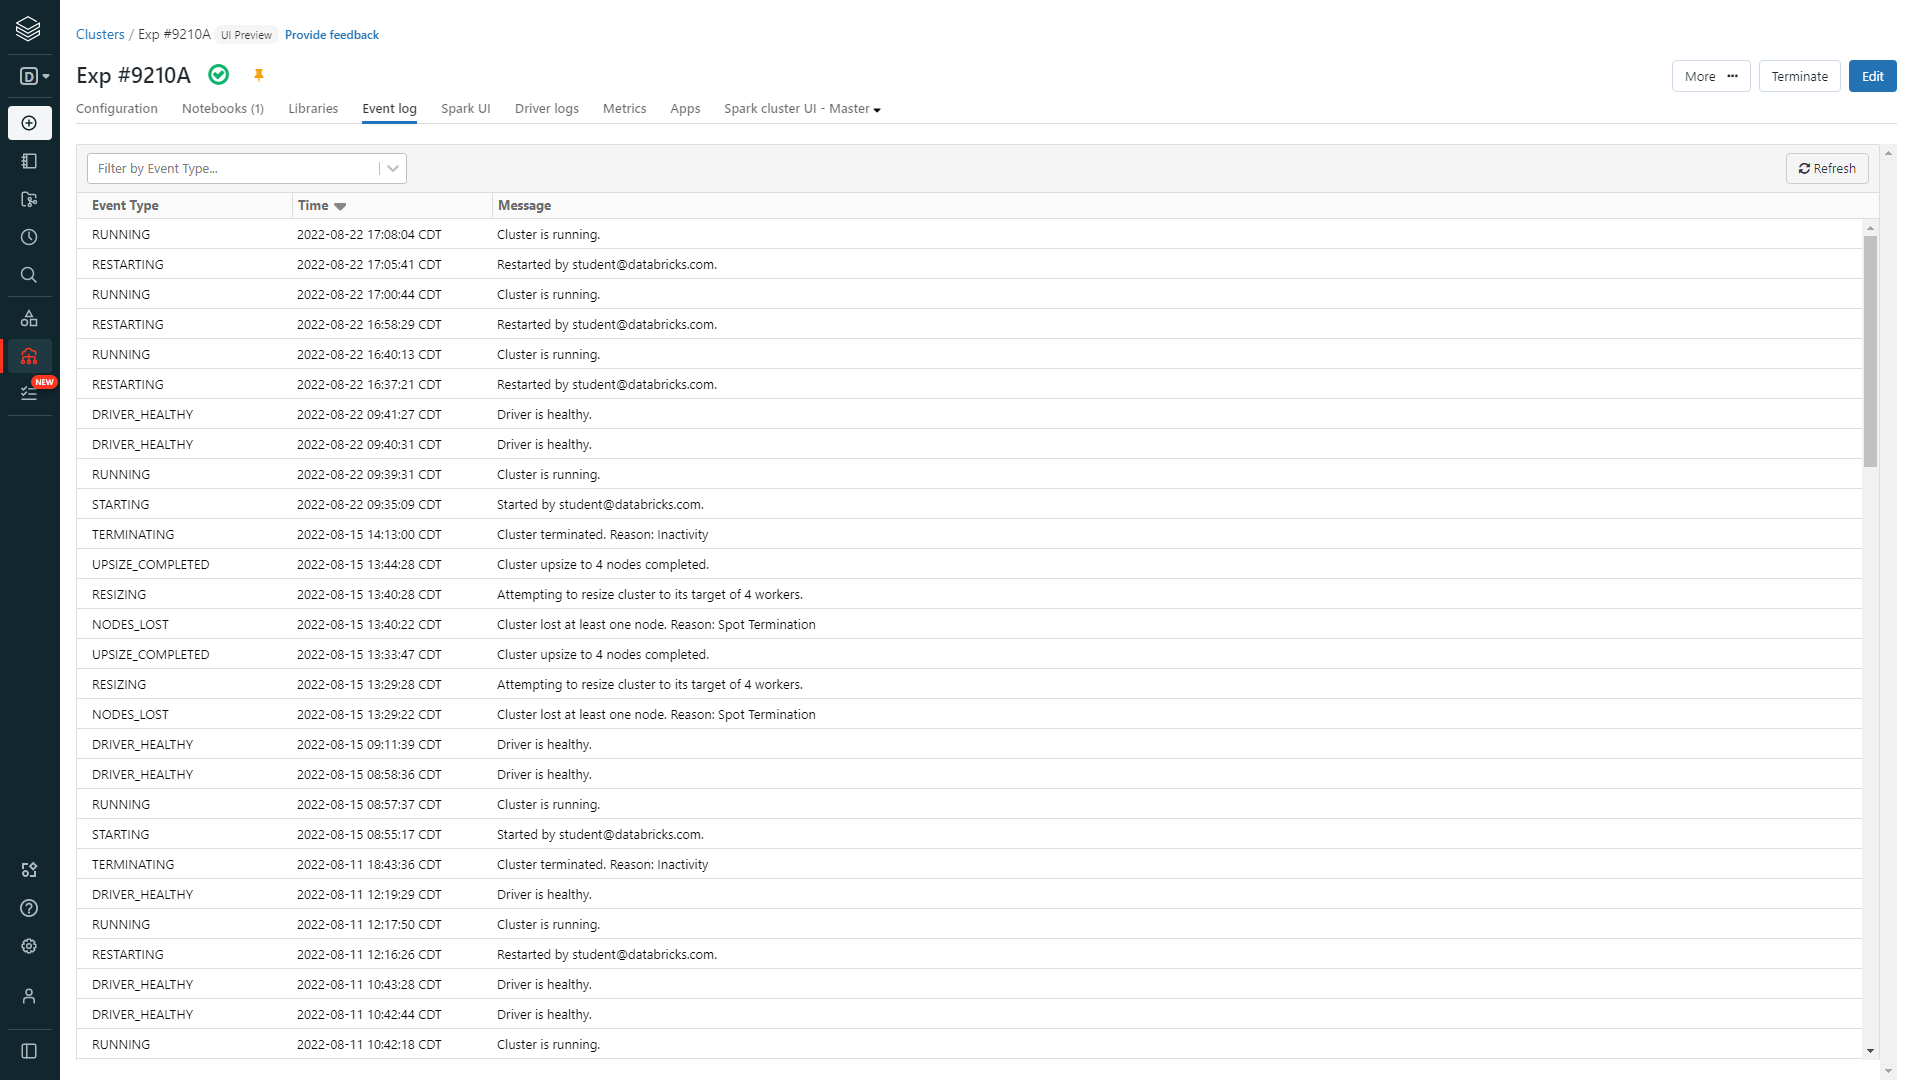 Clusters / Exp #9210A UI Preview Provide feedback
D
Exp #9210A
More ··· Terminate Edit
Configuration Notebooks (1) Libraries Event log Spark UI Driver logs Metrics Apps Spark cluster UI - Master
Filter by Event Type...
Refresh
Event Type Time Message
RUNNING 2022-08-22 17:08:04 CDT Cluster is running.
RESTARTING 2022-08-22 17:05:41 CDT Restarted by student@databricks.com.
RUNNING 2022-08-22 17:00:44 CDT Cluster is running.
RESTARTING 2022-08-22 16:58:29 CDT Restarted by student@databricks.com.
RUNNING 2022-08-22 16:40:13 CDT Cluster is running.
RESTARTING 2022-08-22 16:37:21 CDT Restarted by student@databricks.com.
NEW
DRIVER_HEALTHY 2022-08-22 09:41:27 CDT Driver is healthy.
DRIVER_HEALTHY 2022-08-22 09:40:31 CDT Driver is healthy.
RUNNING 2022-08-22 09:39:31 CDT Cluster is running.
STARTING 2022-08-22 09:35:09 CDT Started by student@databricks.com.
TERMINATING 2022-08-15 14:13:00 CDT Cluster terminated. Reason: Inactivity
UPSIZE_COMPLETED 2022-08-15 13:44:28 CDT Cluster upsize to 4 nodes completed.
RESIZING 2022-08-15 13:40:28 CDT Attempting to resize cluster to its target of 4 workers.
NODES_LOST 2022-08-15 13:40:22 CDT Cluster lost at least one node. Reason: Spot Termination
UPSIZE_COMPLETED 2022-08-15 13:33:47 CDT Cluster upsize to 4 nodes completed.
RESIZING 2022-08-15 13:29:28 CDT Attempting to resize cluster to its target of 4 workers.
NODES_LOST 2022-08-15 13:29:22 CDT Cluster lost at least one node. Reason: Spot Termination
DRIVER_HEALTHY 2022-08-15 09:11:39 CDT Driver is healthy.
DRIVER_HEALTHY 2022-08-15 08:58:36 CDT Driver is healthy.
RUNNING 2022-08-15 08:57:37 CDT Cluster is running.
STARTING 2022-08-15 08:55:17 CDT Started by student@databricks.com.
TERMINATING 2022-08-11 18:43:36 CDT Cluster terminated. Reason: Inactivity
DRIVER_HEALTHY 2022-08-11 12:19:29 CDT Driver is healthy.
RUNNING 2022-08-11 12:17:50 CDT Cluster is running.
RESTARTING 2022-08-11 12:16:26 CDT Restarted by student@databricks.com.
DRIVER_HEALTHY 2022-08-11 10:43:28 CDT Driver is healthy.
DRIVER_HEALTHY 2022-08-11 10:42:44 CDT Driver is healthy.
RUNNING 2022-08-11 10:42:18 CDT Cluster is running.